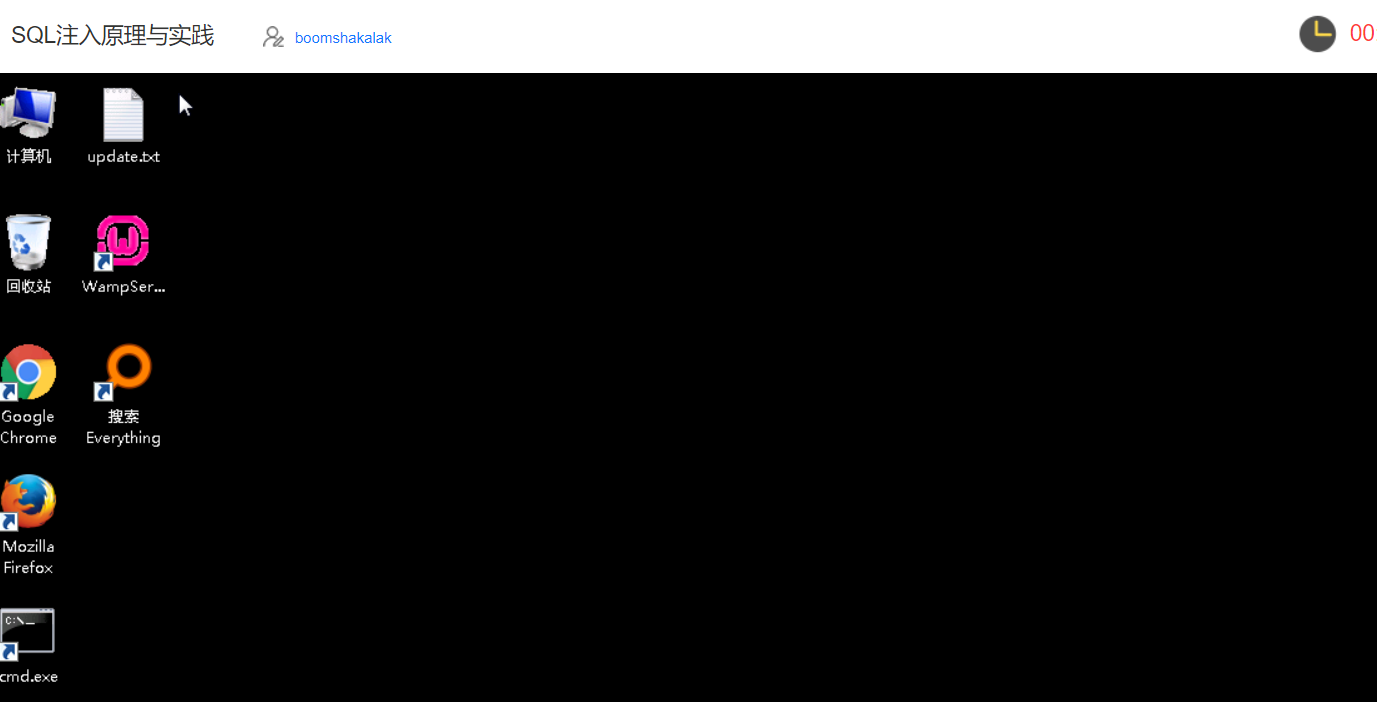 SQL注入原理与实践
boomshakalak
00
计算机
update.txt
回收站
WampSer...
Google
Chrome
搜索
Everything
Mozilla
Firefox
C:\_
cmd.exe